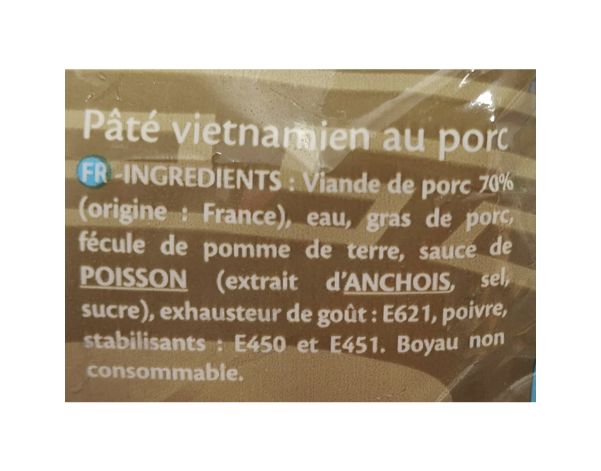 Pâté vietnamien au porc
FR -INGREDIENTS : Viande de porc 70%
(origine : France), eau, gras de porc,
fécule de pomme de terre, sauce de
POISSON (extrait d'ANCHOIS, sel,
sucre), exhausteur de goût : E621, poivre,
stabilisants : E450 et E451. Boyau non
consommable.